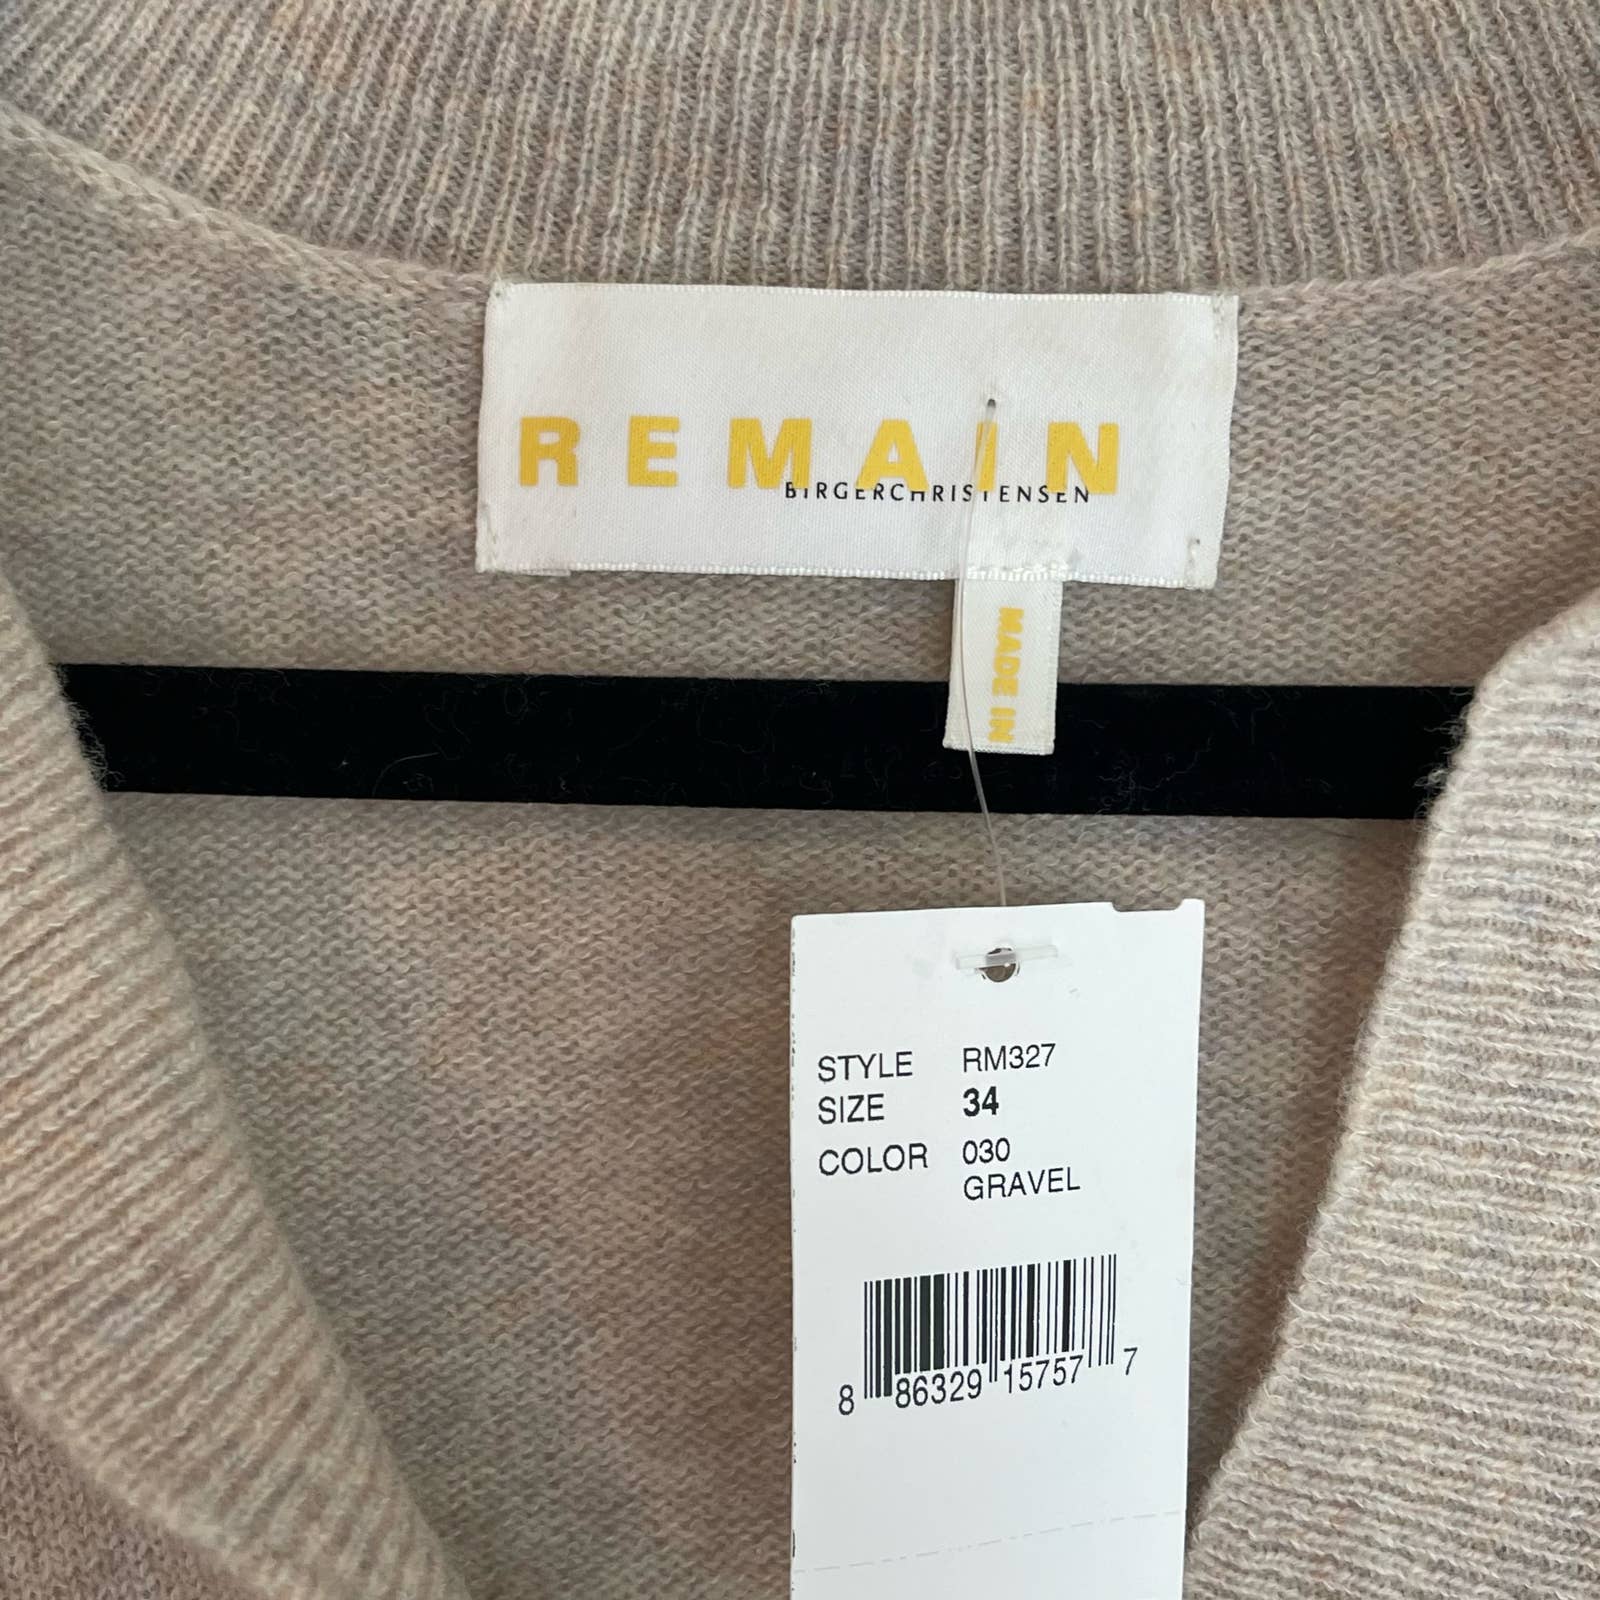 REMAIN
BIRGERCHRISTENSEN
MADE IN
STYLE RM327
SIZE 34
COLOR 030
GRAVEL
8 86329 15757 7